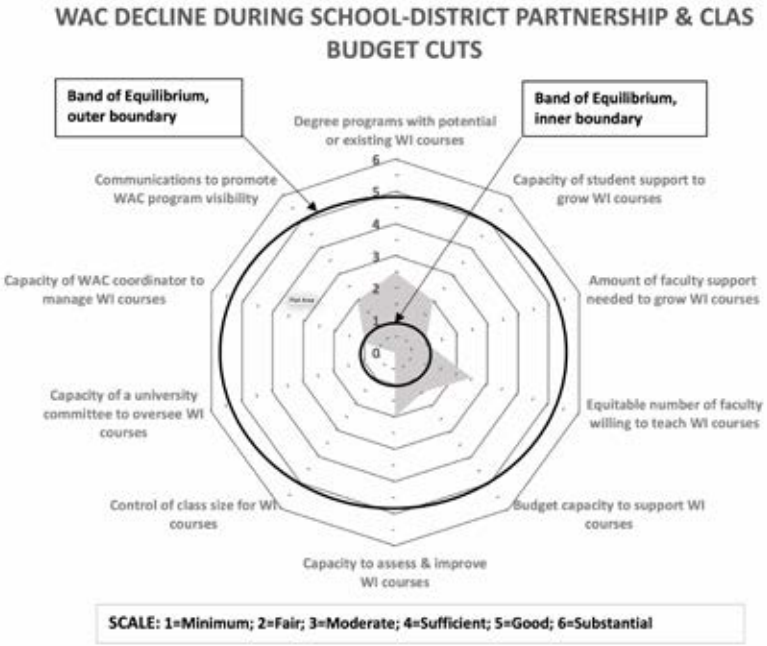 WAC DECLINE DURING SCHOOL-DISTRICT PARTNERSHIP & CLAS
BUDGET CUTS
Band of Equilibrium,
outer boundary
Band of Equilibrium,
inner boundary
Degree programs with potential
or existing WI courses
Communications to promote
WAC program visibility
Capacity of student support to
grow WI courses
Capacity of WAC coordinator to
manage WI courses
Amount of faculty support
needed to grow WI courses
Capacity of a university
committee to oversee WI
courses
Equitable number of faculty
willing to teach WI courses
Control of class size for WI
courses
Budget capacity to support WI
courses
Capacity to assess & improve
WI courses
6
5
4
3
2
1
0
Plot Area
SCALE: 1=Minimum; 2=Fair; 3=Moderate; 4=Sufficient; 5=Good; 6=Substantial